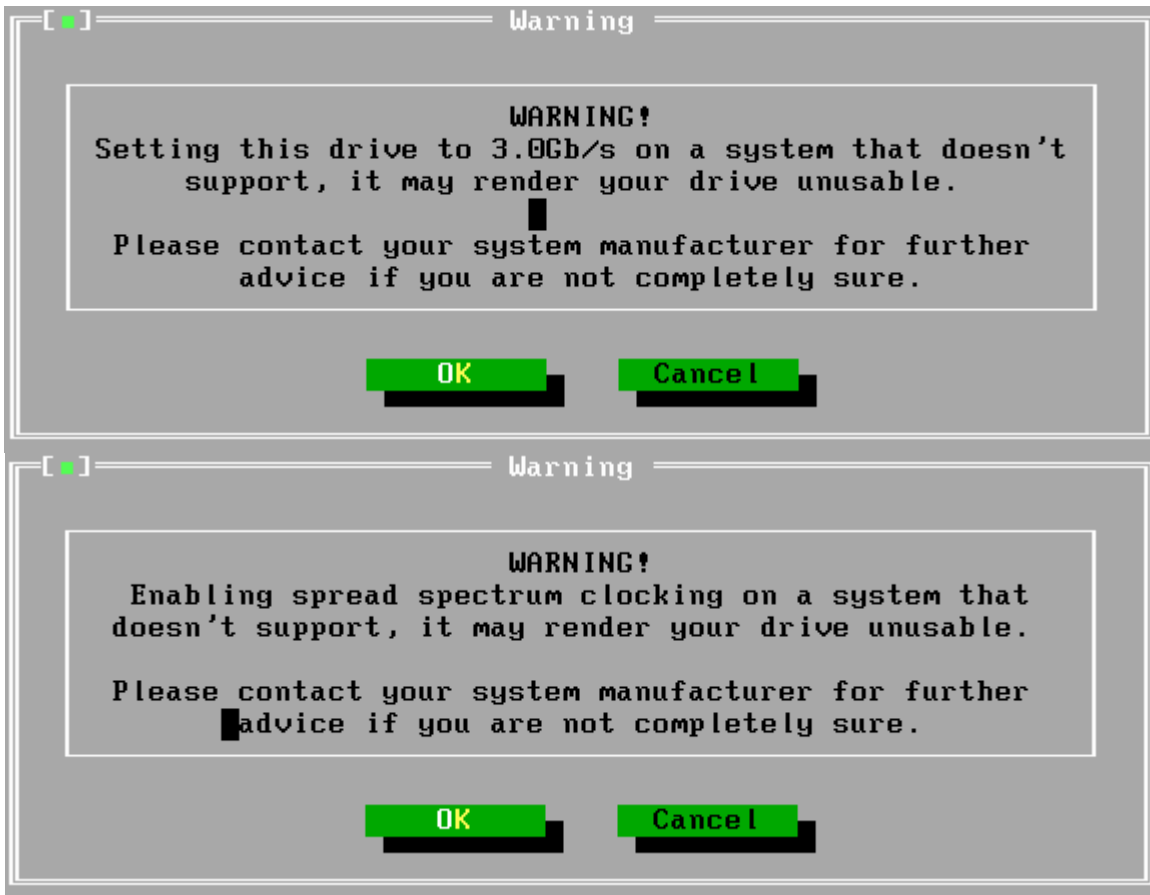 [■] Warning
WARNING!
Setting this drive to 3.0Gb/s on a system that doesn't
support, it may render your drive unusable.
Please contact your system manufacturer for further
advice if you are not completely sure.
OK Cancel
[■] Warning
WARNING!
Enabling spread spectrum clocking on a system that
doesn't support, it may render your drive unusable.
Please contact your system manufacturer for further
advice if you are not completely sure.
OK Cancel